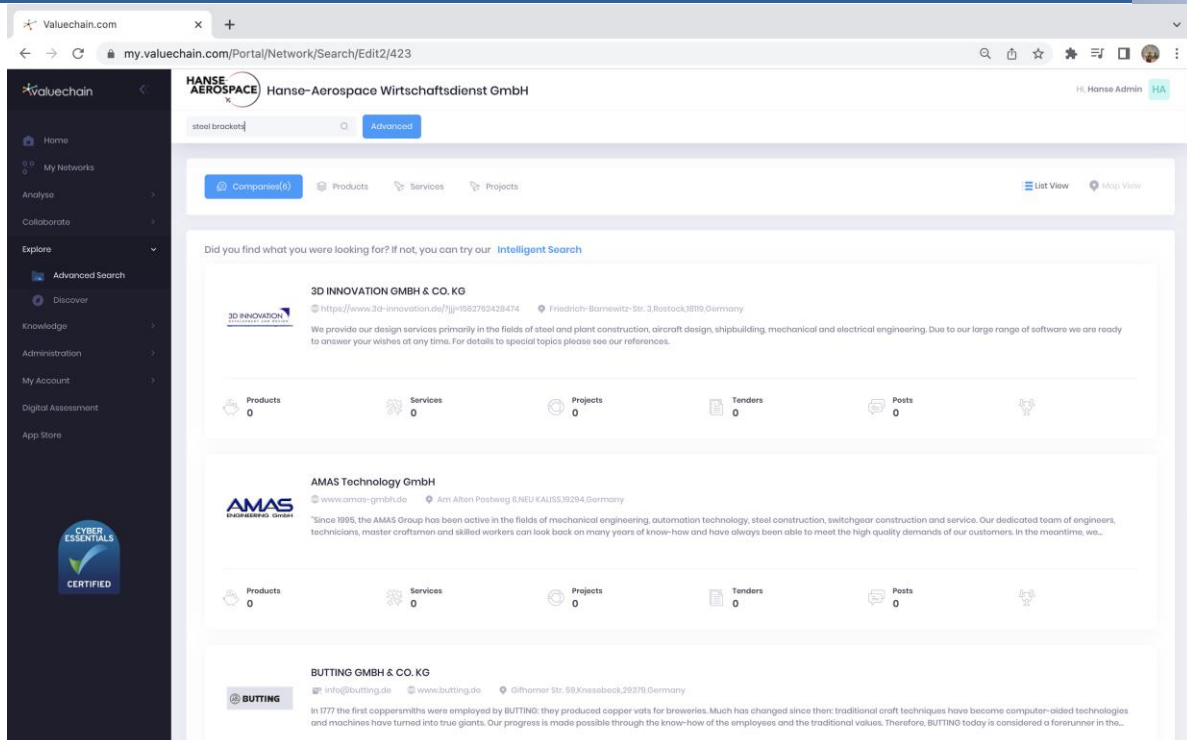 Valuechain.com
my.valuechain.com/Portal/Network/Search/Edit2/423
valuechain
HANSE-
AEROSPACE
Hanse-Aerospace Wirtschaftsdienst GmbH
Hi, Hanse Admin HA
steel brackets
Advanced
Home
My Networks
Analyse
Collaborate
Explore
Advanced Search
Discover
Knowledge
Administration
My Account
Digital Assessment
App Store
CYBER
ESSENTIALS
CERTIFIED
Companies(6) Products Services Projects
List View Map View
Did you find what you were looking for? If not, you can try our Intelligent Search
3D INNOVATION
3D INNOVATION GMBH & CO. KG
https://www.3d-innovation.de/?jjj=1562762428474 Friedrich-Barnewitz-Str. 3,Rostock,18119,Germany
We provide our design services primarily in the fields of steel and plant construction, aircraft design, shipbuilding, mechanical and electrical engineering. Due to our large range of software we are ready
to answer your wishes at any time. For details to special topics please see our references.
Products Services Projects Tenders Posts
0 0 0 0 0
AMAS
ENGINEERING GmbH
AMAS Technology GmbH
www.amas-gmbh.de Am Alten Postweg 6,NEU KALISS,19294,Germany
"Since 1995, the AMAS Group has been active in the fields of mechanical engineering, automation technology, steel construction, switchgear construction and service. Our dedicated team of engineers,
technicians, master craftsmen and skilled workers can look back on many years of know-how and have always been able to meet the high quality demands of our customers. In the meantime, we...
Products Services Projects Tenders Posts
0 0 0 0 0
BUTTING
BUTTING GMBH & CO. KG
info@butting.de www.butting.de Gifhorner Str. 59,Knesebeck,29379,Germany
In 1777 the first coppersmiths were employed by BUTTING: they produced copper vats for breweries. Much has changed since then: traditional craft techniques have become computer-aided technologies
and machines have turned into true giants. Our progress is made possible through the know-how of the employees and the traditional values. Therefore, BUTTING today is considered a forerunner in the...